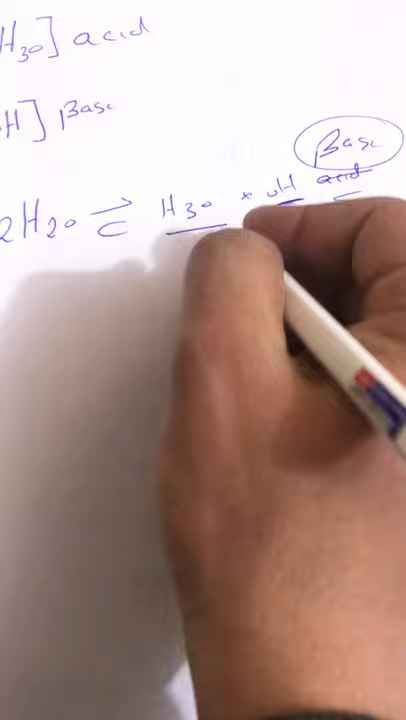 H3O] acid
H] Base
Base
2H2O ⇌ H3O + OH acid